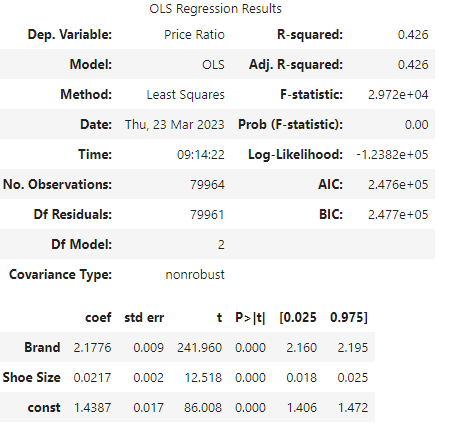 OLS Regression Results
Dep. Variable: Price Ratio R-squared: 0.426
Model: OLS Adj. R-squared: 0.426
Method: Least Squares F-statistic: 2.972e+04
Date: Thu, 23 Mar 2023 Prob (F-statistic): 0.00
Time: 09:14:22 Log-Likelihood: -1.2382e+05
No. Observations: 79964 AIC: 2.476e+05
Df Residuals: 79961 BIC: 2.477e+05
Df Model: 2
Covariance Type: nonrobust
coef std err t P>|t| [0.025 0.975]
Brand 2.1776 0.009 241.960 0.000 2.160 2.195
Shoe Size 0.0217 0.002 12.518 0.000 0.018 0.025
const 1.4387 0.017 86.008 0.000 1.406 1.472